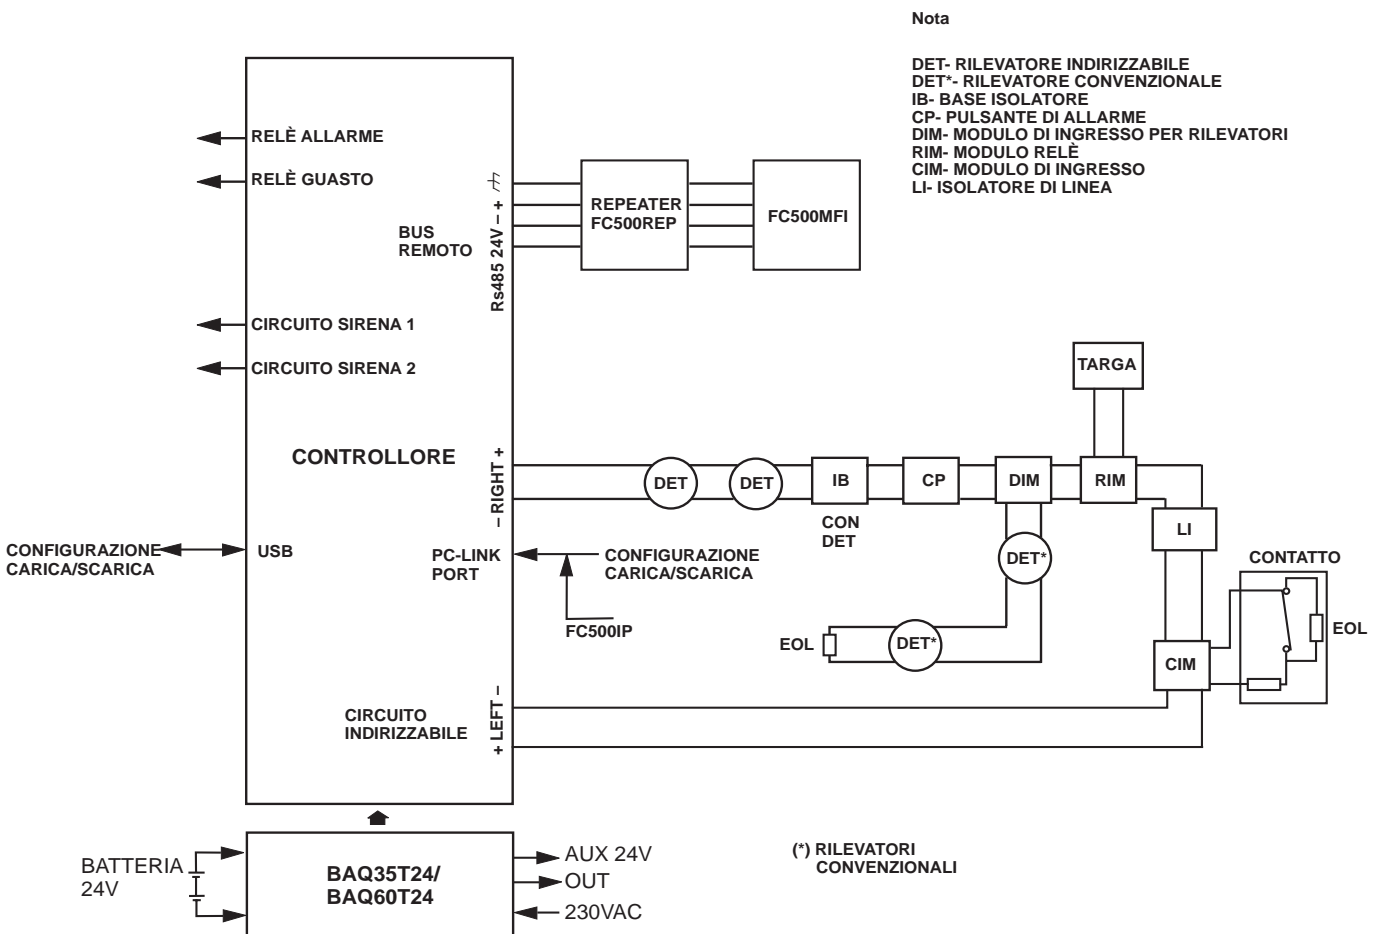 Nota
DET- RILEVATORE INDIRIZZABILE
DET*- RILEVATORE CONVENZIONALE
IB- BASE ISOLATORE
CP- PULSANTE DI ALLARME
DIM- MODULO DI INGRESSO PER RILEVATORI
RIM- MODULO RELÈ
CIM- MODULO DI INGRESSO
LI- ISOLATORE DI LINEA
RELÈ ALLARME
RELÈ GUASTO
BUS
REMOTO
Rs485 24V – +
REPEATER
FC500REP
FC500MFI
CIRCUITO SIRENA 1
CIRCUITO SIRENA 2
TARGA
CONTROLLORE
– RIGHT +
DET
DET
IB
CP
DIM
RIM
CON
DET
LI
CONFIGURAZIONE
CARICA/SCARICA
USB
PC-LINK
PORT
CONFIGURAZIONE
CARICA/SCARICA
FC500IP
DET*
CONTATTO
EOL
EOL
DET*
CIM
CIRCUITO
INDIRIZZABILE
+ LEFT –
BATTERIA
24V
BAQ35T24/
BAQ60T24
AUX 24V
OUT
230VAC
(*) RILEVATORI
CONVENZIONALI